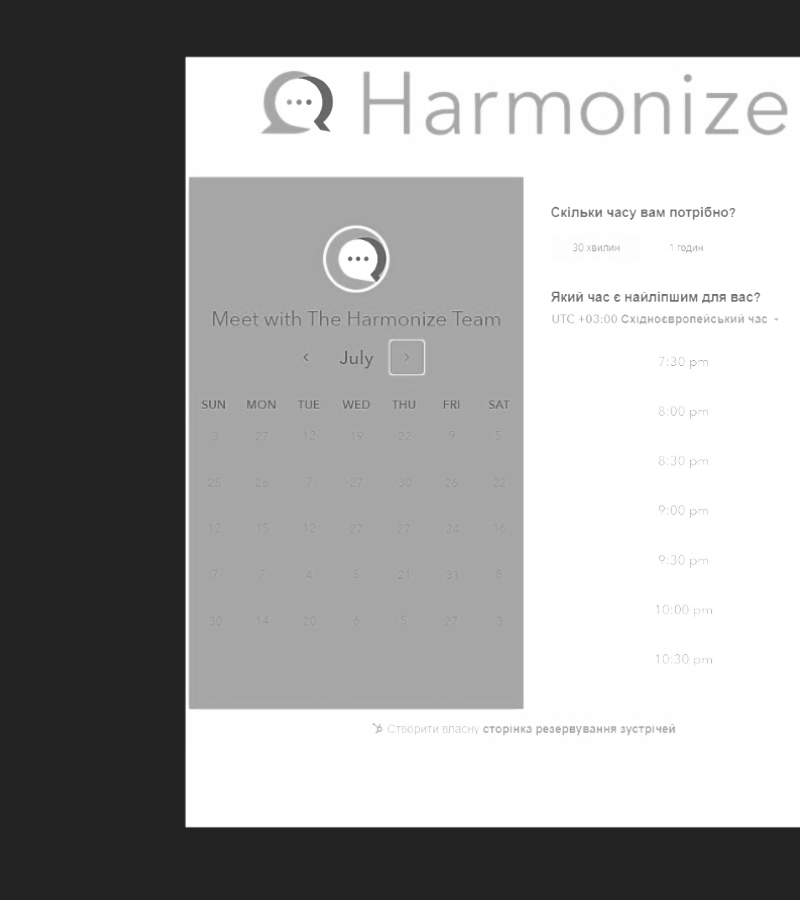 Harmonize
Meet with The Harmonize Team
July
SUN MON TUE WED THU FRI SAT
3 27 12 19 22 9 5
25 26 7 27 30 26 22
12 15 12 27 27 24 16
7 7 4 5 21 31 8
30 14 20 6 5 27 3
Скільки часу вам потрібно?
30 хвилин 1 годин
Який час є найліпшим для вас?
UTC +03:00 Східноєвропейський час
7:30 pm
8:00 pm
8:30 pm
9:00 pm
9:30 pm
10:00 pm
10:30 pm
Створити власну сторінка резервування зустрічей